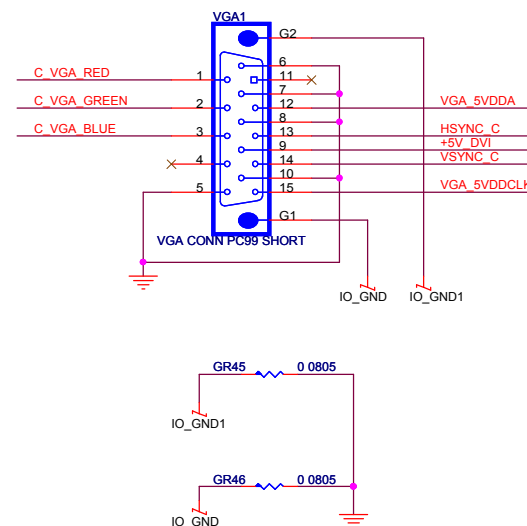 VGA1
G2
6
C_VGA_RED 1 11
7
C_VGA_GREEN 2 12 VGA_5VDDA
8
C_VGA_BLUE 3 13 HSYNC_C
9 +5V_DVI
4 14 VSYNC_C
10
5 15 VGA_5VDDCLK
G1
VGA CONN PC99 SHORT
IO_GND IO_GND1
GR45 0 0805
IO_GND1
GR46 0 0805
IO_GND